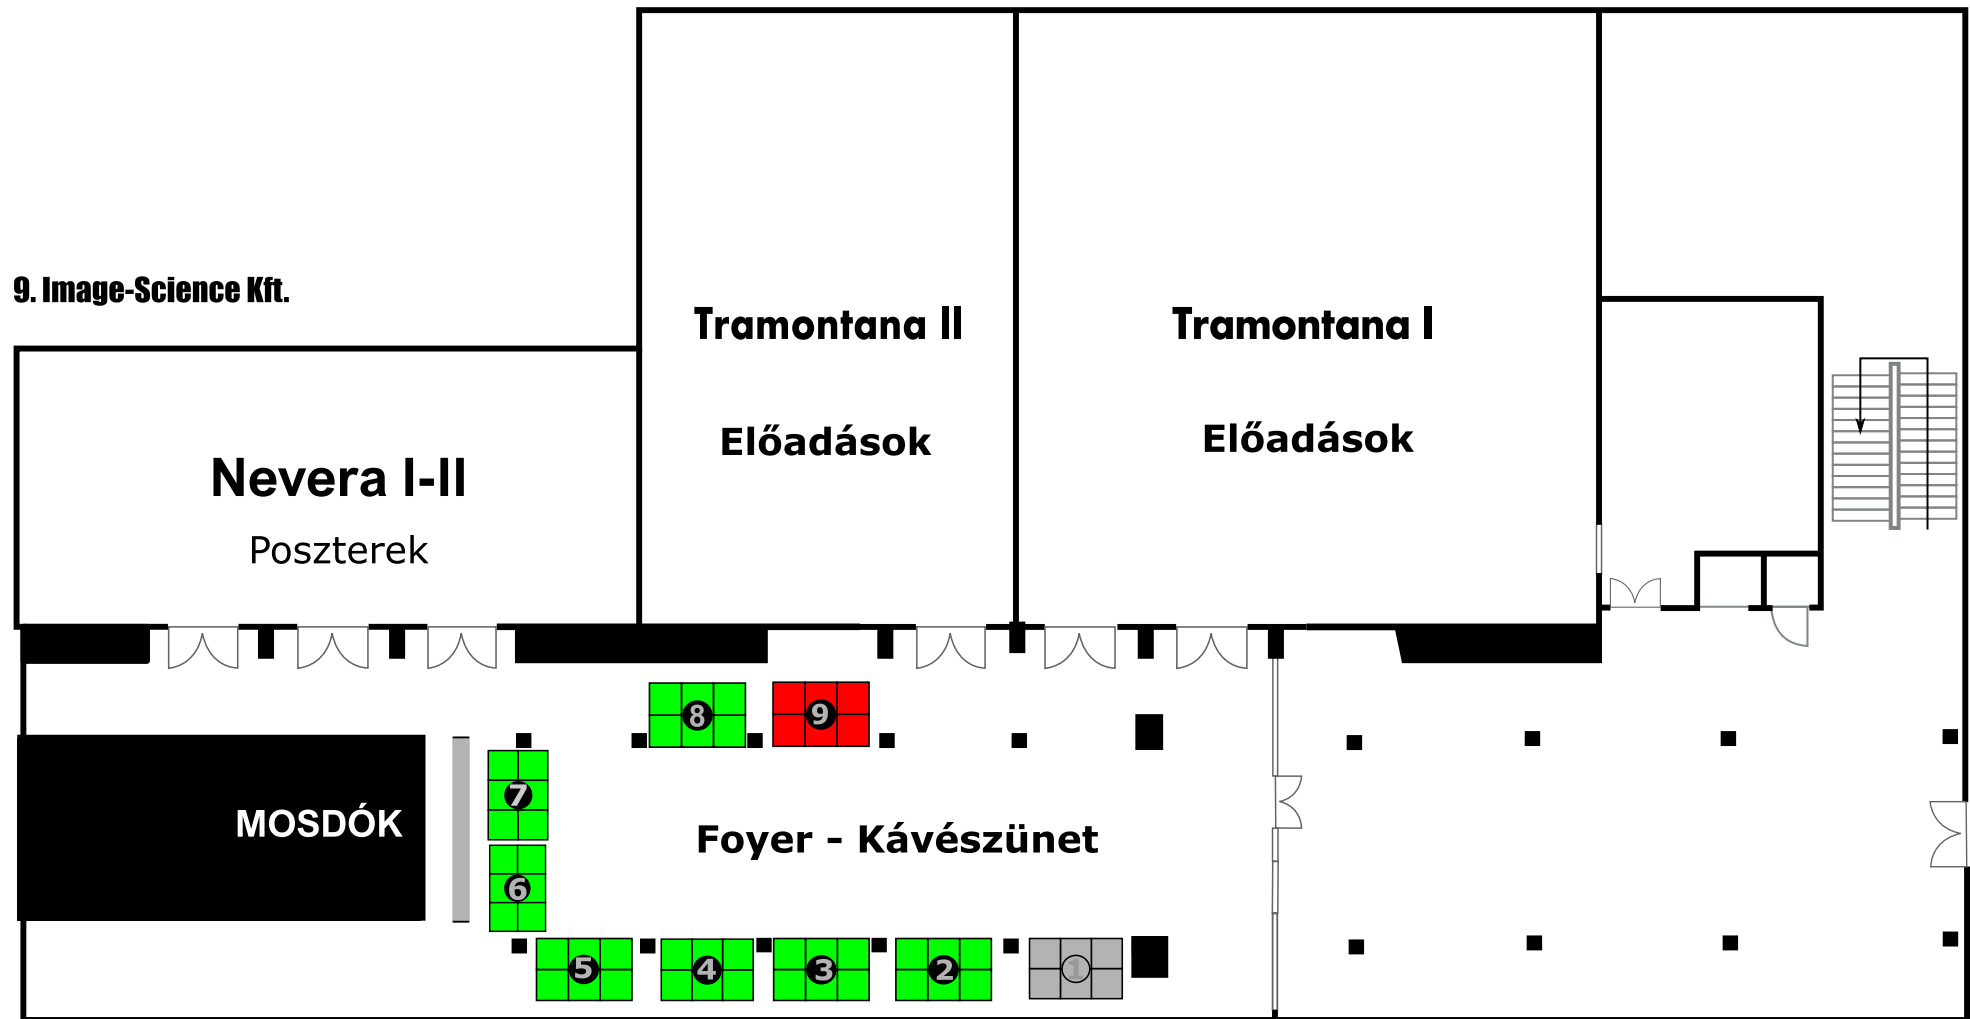 9. Image-Science Kft.
Tramontana II
Tramontana I
Előadások
Előadások
Nevera I-II
Poszterek
8
9
7
MOSDÓK
Foyer - Kávészünet
6
5
4
3
2
1